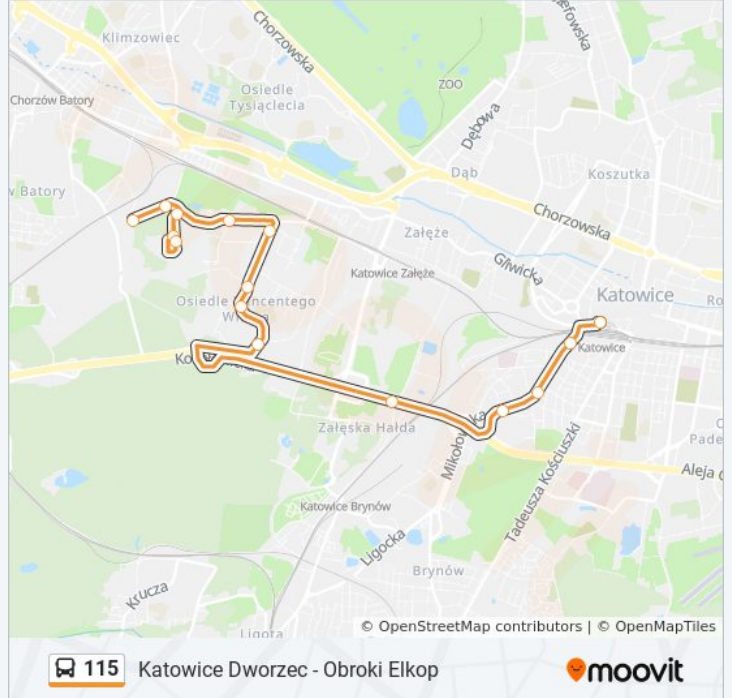 Klimzowiec
Chorzowska
Chorzów Batory
Osiedle
Tysiąclecia
ZOO
Dębowa
Dąb
Koszutka
w Batory
Chorzowska
Załęże
Gliwicka
Katowice Załęże
Katowice
Osiedle
Katowice
Załęska Hałda
Mikołowska
Tadeusza Kościuszki
Aleja
Katowice Brynów
Ligocka
Brynów
Krucza
Ligota
© OpenStreetMap contributors | © OpenMapTiles
115 Katowice Dworzec - Obroki Elkop
moovit